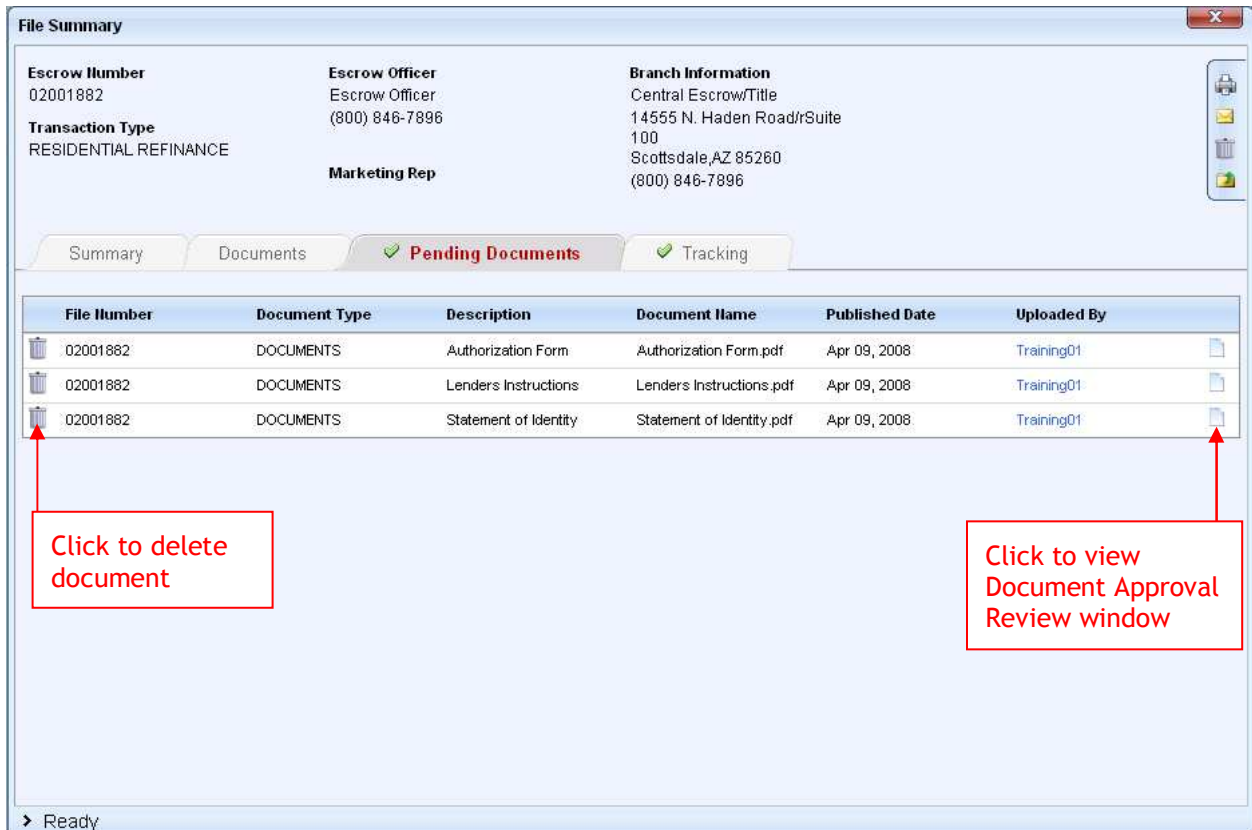 File Summary
Escrow Number
02001882
Transaction Type
RESIDENTIAL REFINANCE
Escrow Officer
Escrow Officer
(800) 846-7896
Marketing Rep
Branch Information
Central Escrow/Title
14555 N. Haden Road/rSuite
100
Scottsdale,AZ 85260
(800) 846-7896
Summary Documents Pending Documents Tracking
File Number Document Type Description Document Name Published Date Uploaded By
02001882 DOCUMENTS Authorization Form Authorization Form.pdf Apr 09, 2008 Training01
02001882 DOCUMENTS Lenders Instructions Lenders Instructions.pdf Apr 09, 2008 Training01
02001882 DOCUMENTS Statement of Identity Statement of Identity.pdf Apr 09, 2008 Training01
Click to delete
document
Click to view
Document Approval
Review window
> Ready